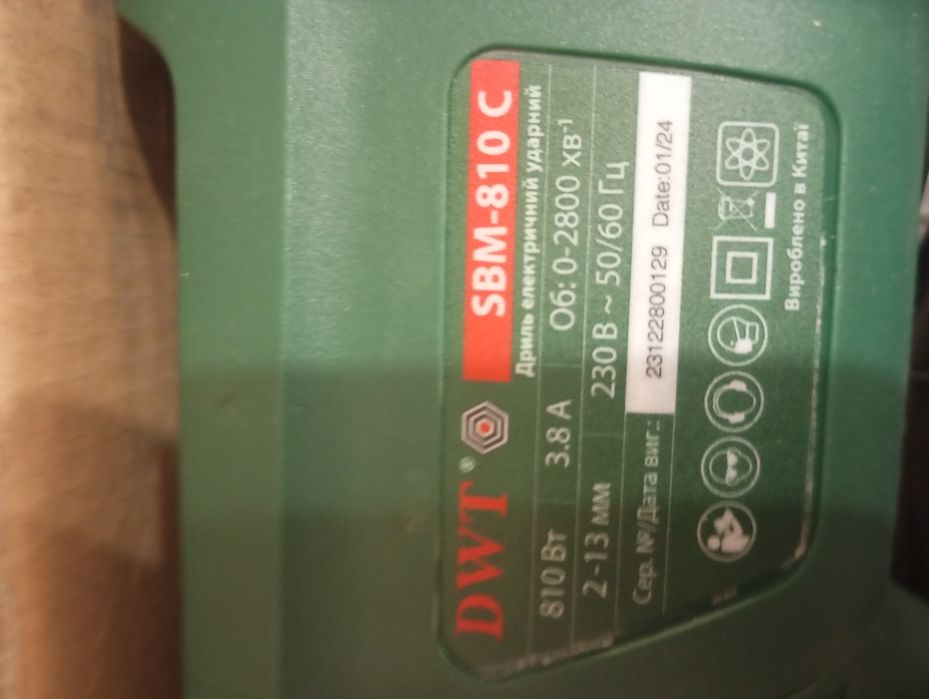 DWT® SBM-810 C
Дриль електричний ударний
810 Вт 3.8 А Об: 0-2800 хв-1
2-13 мм 230 В ~ 50/60 Гц
Сер. №/Дата виг.: 23122800129 Date:01/24
Вироблено в Китаї